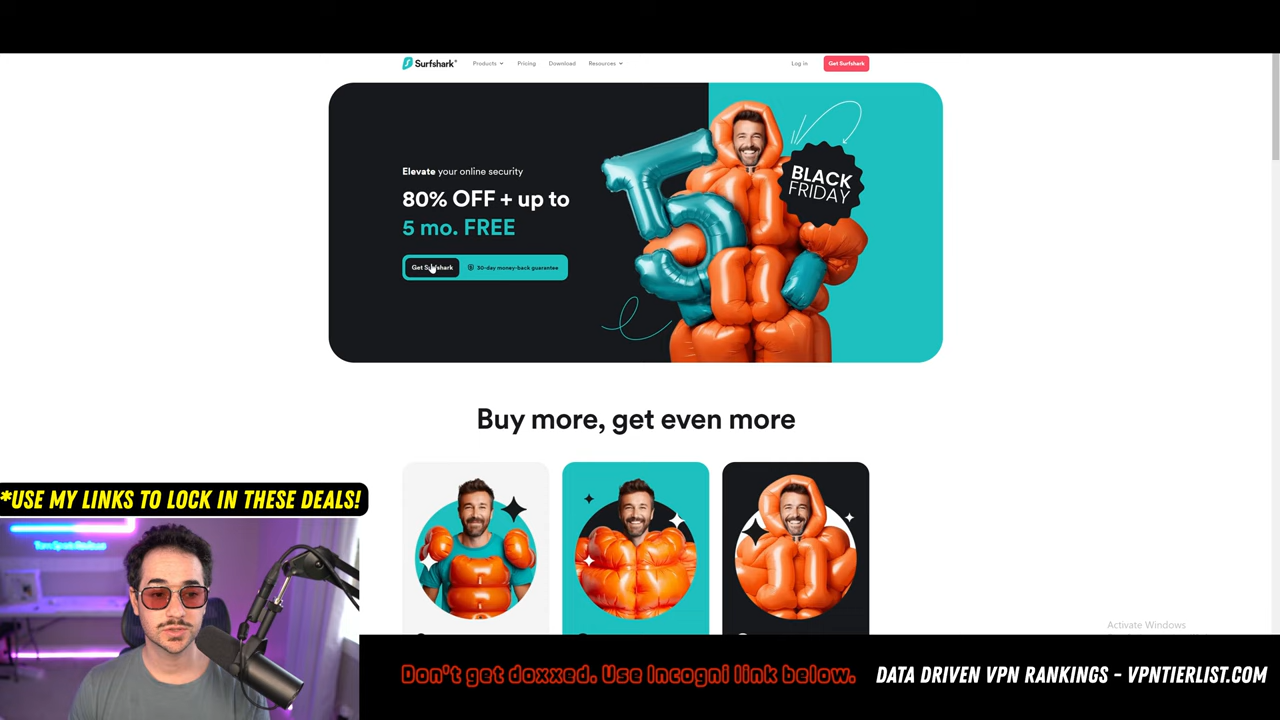 Surfshark®
Products
Pricing
Download
Resources
Log in
Get Surfshark
Elevate your online security
80% OFF + up to
5 mo. FREE
Get Surfshark
30-day money-back guarantee
BLACK
FRIDAY
Buy more, get even more
*USE MY LINKS TO LOCK IN THESE DEALS!
Activate Windows
Don't get doxxed. Use Incogni link below.
DATA DRIVEN VPN RANKINGS - VPNTIERLIST.COM